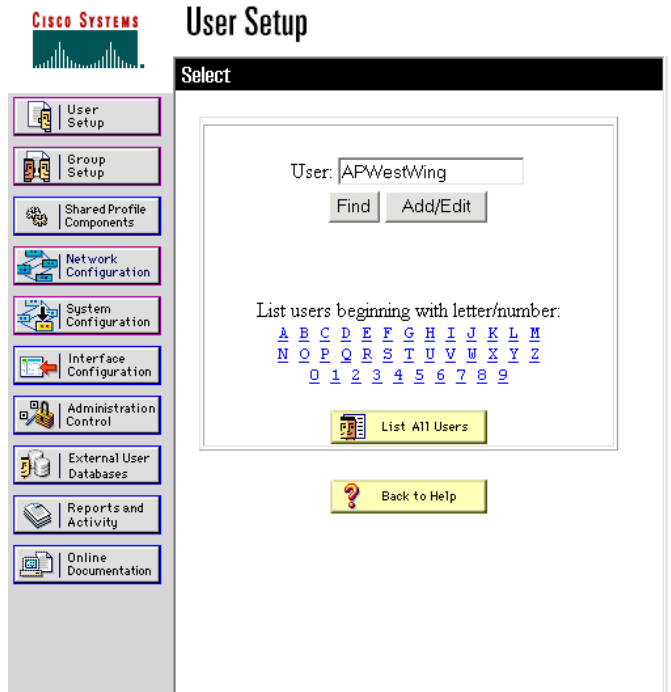 CISCO SYSTEMS
User Setup
Select
User
Setup
Group
Setup
Shared Profile
Components
Network
Configuration
System
Configuration
Interface
Configuration
Administration
Control
External User
Databases
Reports and
Activity
Online
Documentation
User: APWestWing
Find Add/Edit
List users beginning with letter/number:
A B C D E F G H I J K L M
N O P Q R S T U V W X Y Z
0 1 2 3 4 5 6 7 8 9
List All Users
Back to Help